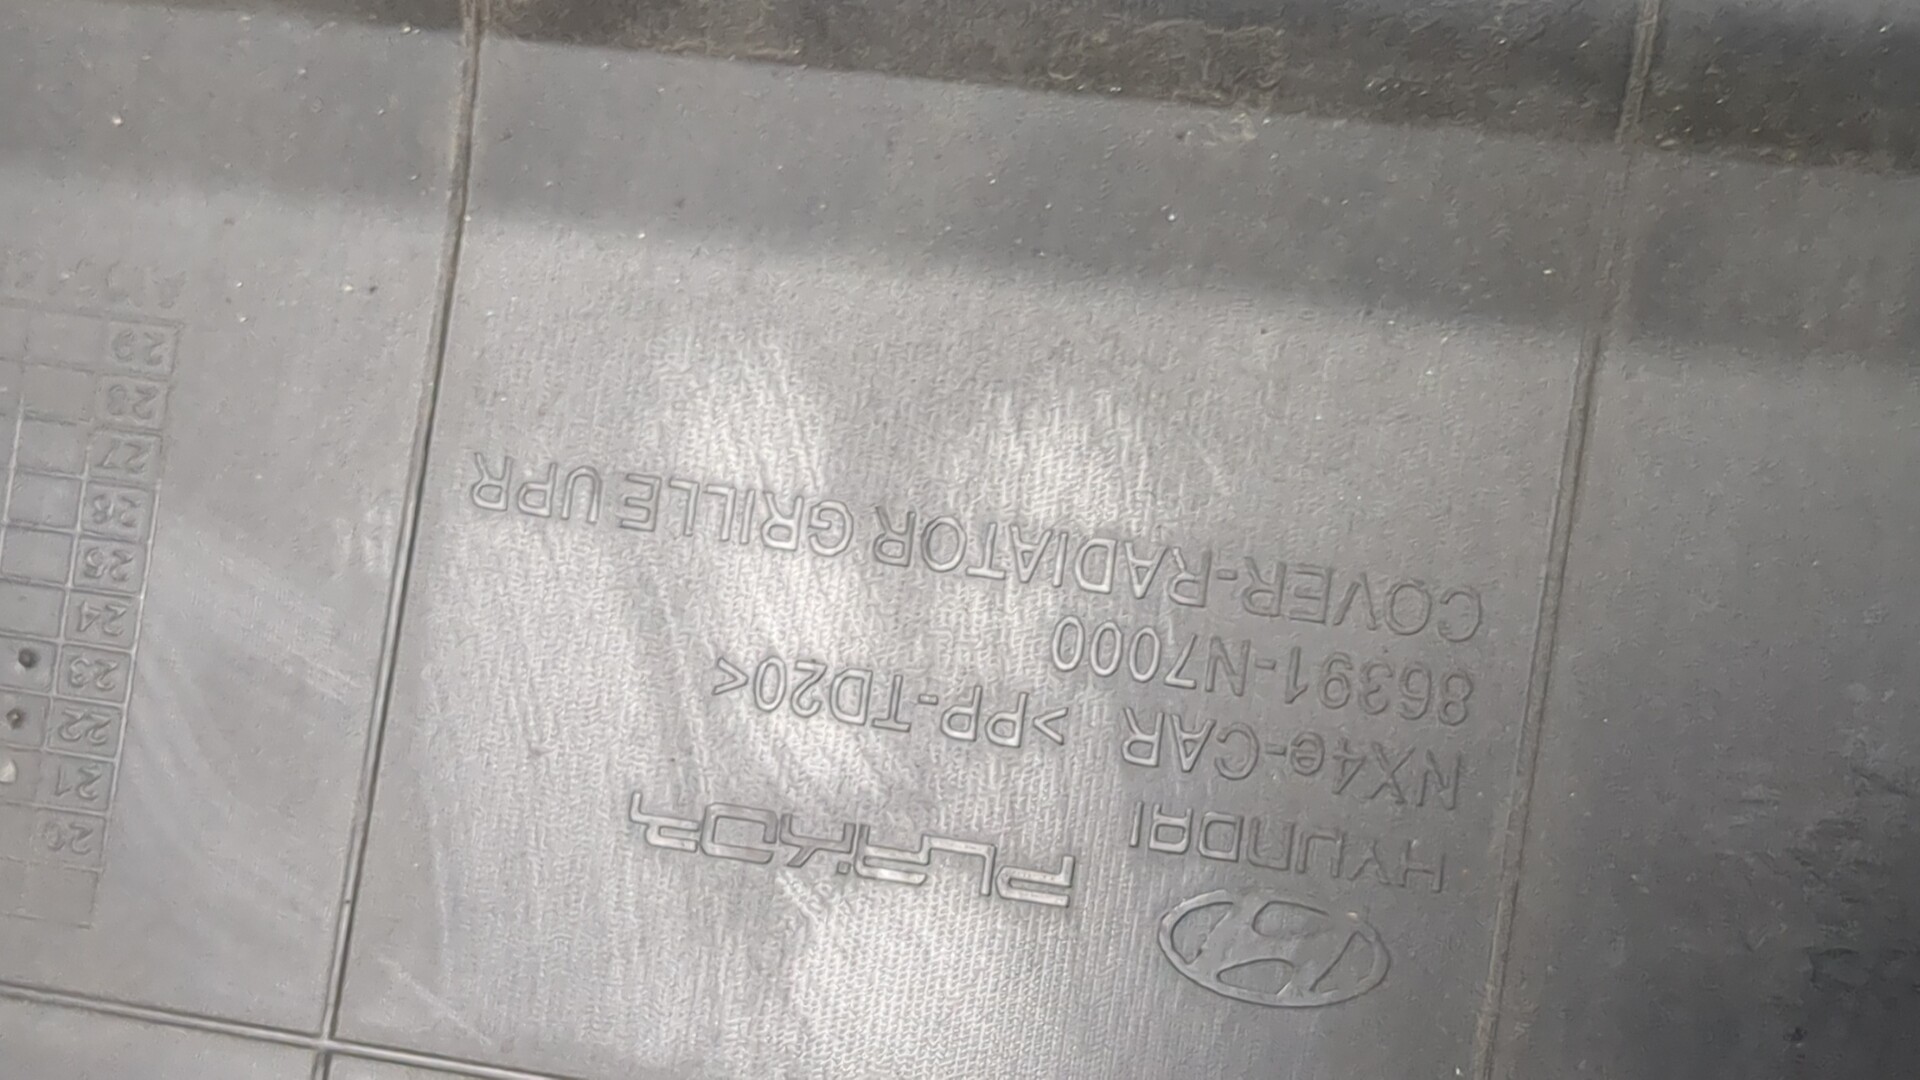 HYUNDAI PLAKOR
NX4e-CAR >PP-TD20<
86391-N7000
COVER-RADIATOR GRILLE UPR
20
21
22
23
24
25
26
27
28
29